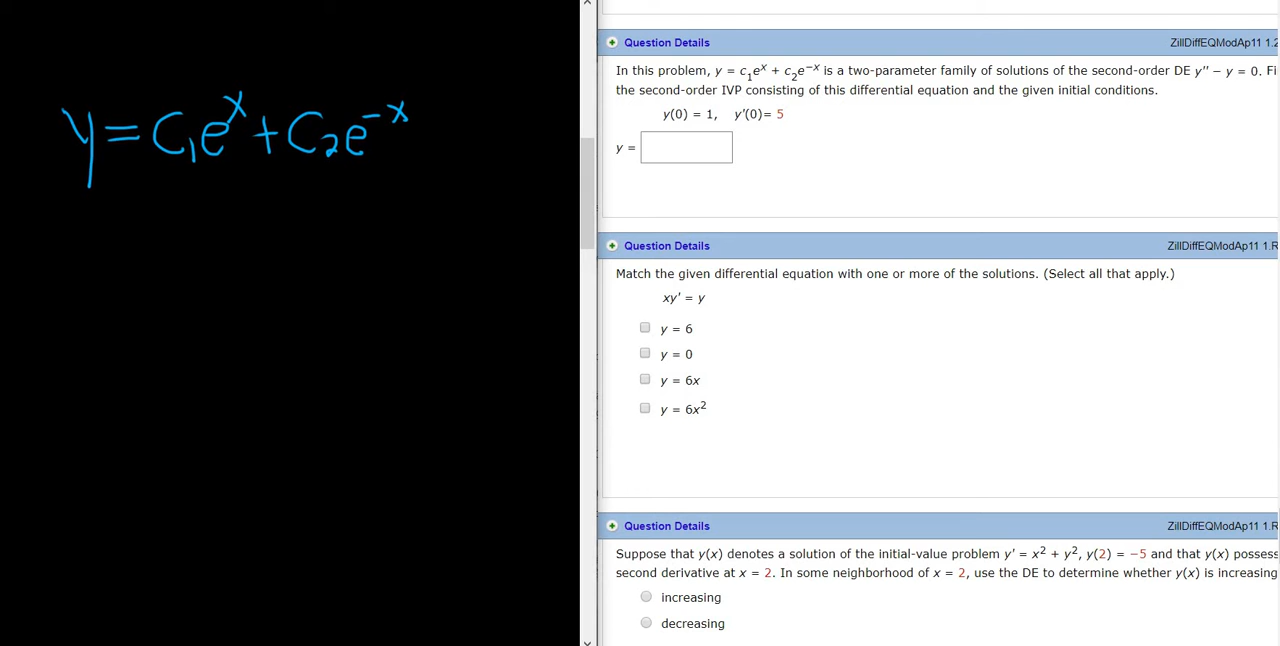 y = c₁eˣ + c₂e⁻ˣ
Question Details ZillDiffEQModAp11 1.2
In this problem, y = c₁eˣ + c₂e⁻ˣ is a two-parameter family of solutions of the second-order DE y″ − y = 0. Fi
the second-order IVP consisting of this differential equation and the given initial conditions.
y(0) = 1, y′(0)= 5
y =
Question Details ZillDiffEQModAp11 1.R
Match the given differential equation with one or more of the solutions. (Select all that apply.)
xy′ = y
y = 6
y = 0
y = 6x
y = 6x²
Question Details ZillDiffEQModAp11 1.R
Suppose that y(x) denotes a solution of the initial-value problem y′ = x² + y², y(2) = −5 and that y(x) possess
second derivative at x = 2. In some neighborhood of x = 2, use the DE to determine whether y(x) is increasing
increasing
decreasing